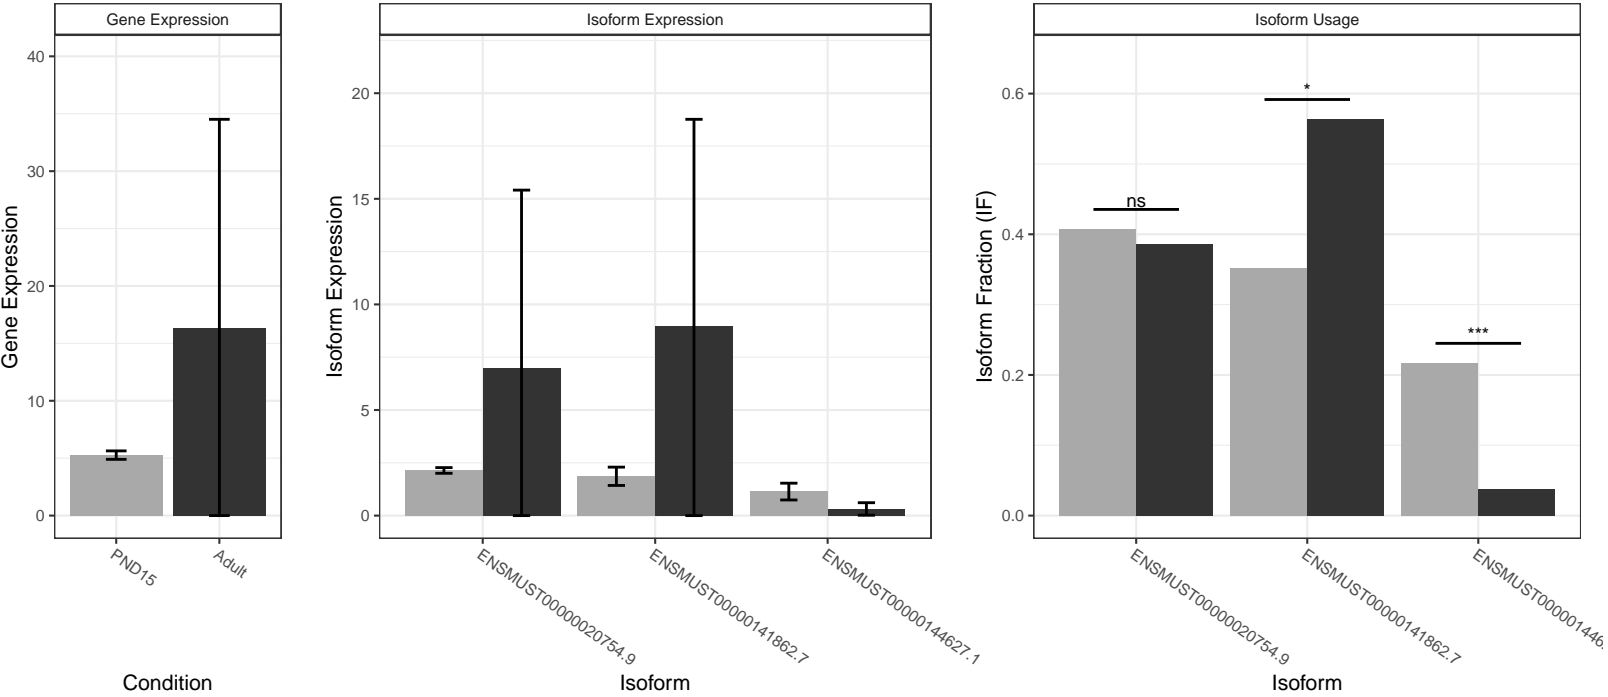 Gene Expression
Isoform Expression
Isoform Usage
Gene Expression
40
30
20
10
0
PND15
Adult
Condition
Isoform Expression
20
15
10
5
0
ENSMUST00000020754.9
ENSMUST00000141862.7
ENSMUST00000144627.1
Isoform
Isoform Fraction (IF)
0.6
0.4
0.2
0.0
ns
*
***
ENSMUST00000020754.9
ENSMUST00000141862.7
ENSMUST00000144627
Isoform